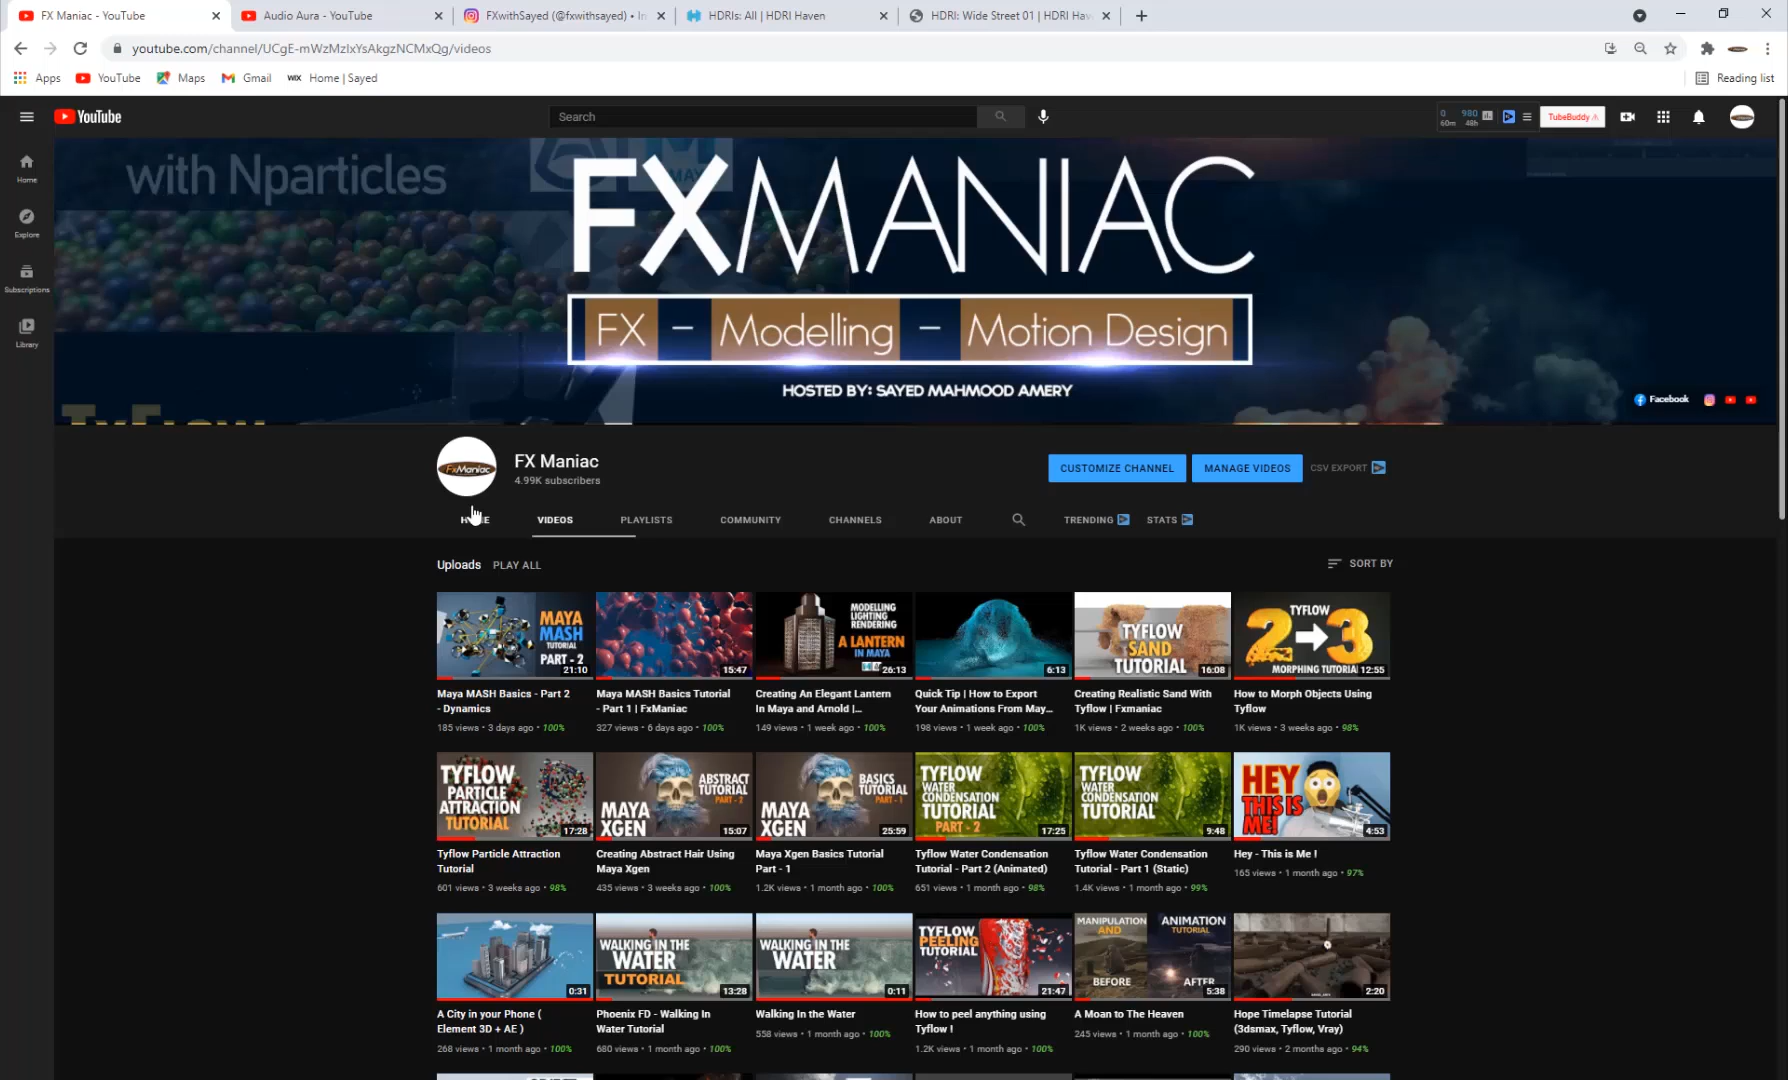 FX Maniac - YouTube
Audio Aura - YouTube
FXwithSayed (@fxwithsayed) • In
HDRIs: All | HDRI Haven
HDRI: Wide Street 01 | HDRI Hav
youtube.com/channel/UCgE-mWzMzIxYsAkgzNCMxQg/videos
Apps
YouTube
Maps
Gmail
WIX Home | Sayed
Reading list
YouTube
Search
0 980
60m 48h
TubeBuddy
Home
Explore
Subscriptions
Library
with Nparticles
FXMANIAC
FX - Modelling - Motion Design
HOSTED BY: SAYED MAHMOOD AMERY
Facebook
FxManiac
FX Maniac
4.99K subscribers
CUSTOMIZE CHANNEL
MANAGE VIDEOS
CSV EXPORT
HOME
VIDEOS
PLAYLISTS
COMMUNITY
CHANNELS
ABOUT
TRENDING
STATS
Uploads PLAY ALL
SORT BY
MAYA
MASH
TUTORIAL
PART - 2
21:10
15:47
MODELLING
LIGHTING
RENDERING
A LANTERN
IN MAYA
26:13
6:13
TYFLOW
SAND
TUTORIAL
16:08
TYFLOW
2 3
MORPHING TUTORIAL
12:55
Maya MASH Basics - Part 2
- Dynamics
185 views • 3 days ago • 100%
Maya MASH Basics Tutorial
- Part 1 | FxManiac
327 views • 6 days ago • 100%
Creating An Elegant Lantern
In Maya and Arnold |...
149 views • 1 week ago • 100%
Quick Tip | How to Export
Your Animations From May...
198 views • 1 week ago • 100%
Creating Realistic Sand With
Tyflow | Fxmaniac
1K views • 2 weeks ago • 100%
How to Morph Objects Using
Tyflow
1K views • 3 weeks ago • 98%
TYFLOW
PARTICLE
ATTRACTION
TUTORIAL
17:28
ABSTRACT
TUTORIAL
PART - 2
MAYA
XGEN
15:07
BASICS
TUTORIAL
PART - 1
MAYA
XGEN
25:59
TYFLOW
WATER
CONDENSATION
TUTORIAL
PART - 2
17:25
TYFLOW
WATER
CONDENSATION
TUTORIAL
9:48
HEY
THIS IS
ME!
4:53
Tyflow Particle Attraction
Tutorial
601 views • 3 weeks ago • 98%
Creating Abstract Hair Using
Maya Xgen
435 views • 3 weeks ago • 100%
Maya Xgen Basics Tutorial
Part - 1
1.2K views • 1 month ago • 100%
Tyflow Water Condensation
Tutorial - Part 2 (Animated)
651 views • 1 month ago • 98%
Tyflow Water Condensation
Tutorial - Part 1 (Static)
1.4K views • 1 month ago • 99%
Hey - This is Me !
165 views • 1 month ago • 97%
0:31
WALKING IN THE
WATER
TUTORIAL
13:28
WALKING IN THE
WATER
0:11
TYFLOW
PEELING
TUTORIAL
21:47
MANIPULATION
AND
BEFORE
ANIMATION
TUTORIAL
AFTER
5:38
2:20
A City in your Phone (
Element 3D + AE )
268 views • 1 month ago • 100%
Phoenix FD - Walking In
Water Tutorial
680 views • 1 month ago • 100%
Walking In the Water
558 views • 1 month ago • 100%
How to peel anything using
Tyflow !
1.2K views • 1 month ago • 100%
A Moan to The Heaven
245 views • 1 month ago • 100%
Hope Timelapse Tutorial
(3dsmax, Tyflow, Vray)
290 views • 2 months ago • 94%